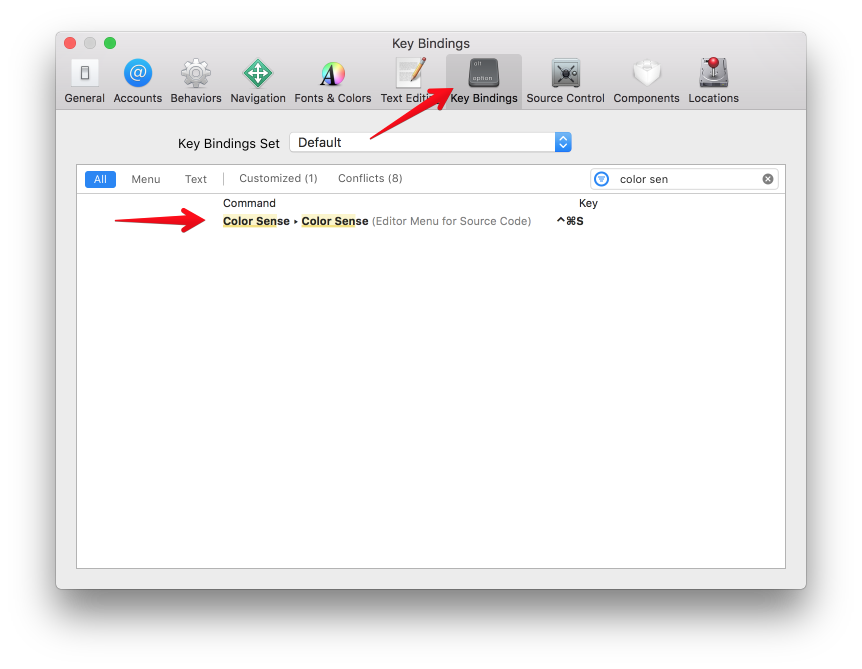 Key Bindings
General Accounts Behaviors Navigation Fonts & Colors Text Key Bindings Source Control Components Locations
Key Bindings Set Default
All Menu Text Customized (1) Conflicts (8) color sen
Command Key
Color Sense ▸ Color Sense (Editor Menu for Source Code) ^⌘S